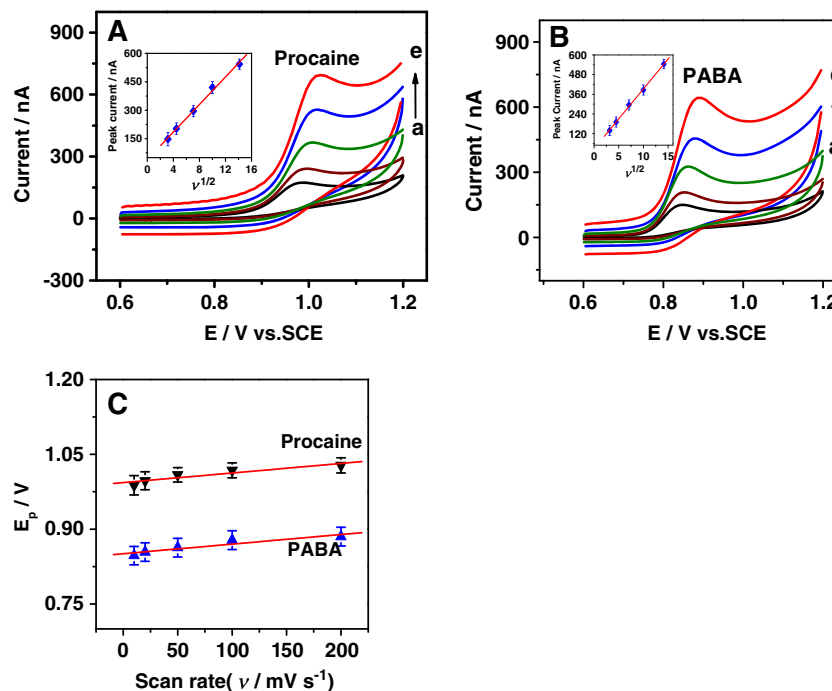 A
Procaine
e
a
Current / nA
900
600
300
0
-300
0.6 0.8 1.0 1.2
E / V vs.SCE
Peak current / nA
600
450
300
150
0
0 4 8 12 16
ν1/2
B
PABA
a
Current / nA
900
600
300
0
0.6 0.8 1.0 1.2
E / V vs.SCE
Peak current / nA
600
480
360
240
120
0 5 10 15
ν1/2
C
Procaine
PABA
Ep / V
1.20
1.05
0.90
0.75
0 50 100 150 200
Scan rate( ν / mV s-1)